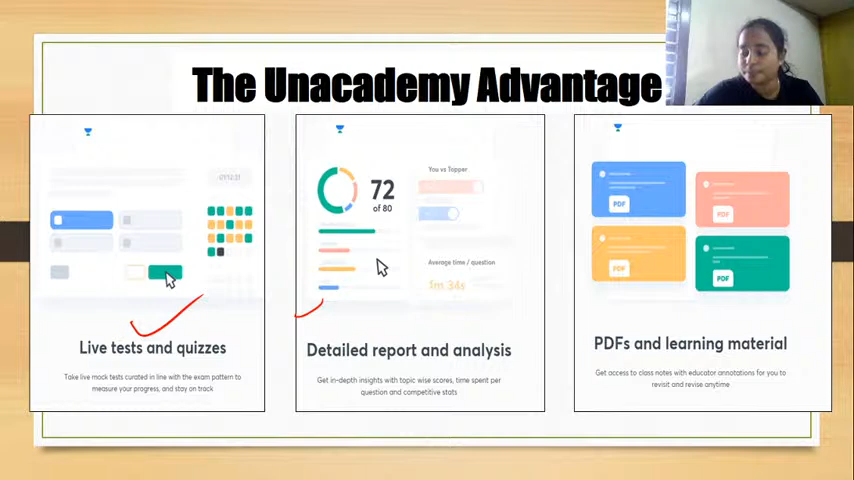 The Unacademy Advantage
01:12:31
Live tests and quizzes
Take live mock tests curated in line with the exam pattern to
measure your progress, and stay on track
72
of 80
You vs Topper
Average time / question
1m 34s
Detailed report and analysis
Get in-depth insights with topic wise scores, time spent per
question and competitive stats
PDF
PDF
PDF
PDF
PDFs and learning material
Get access to class notes with educator annotations for you to
revisit and revise anytime